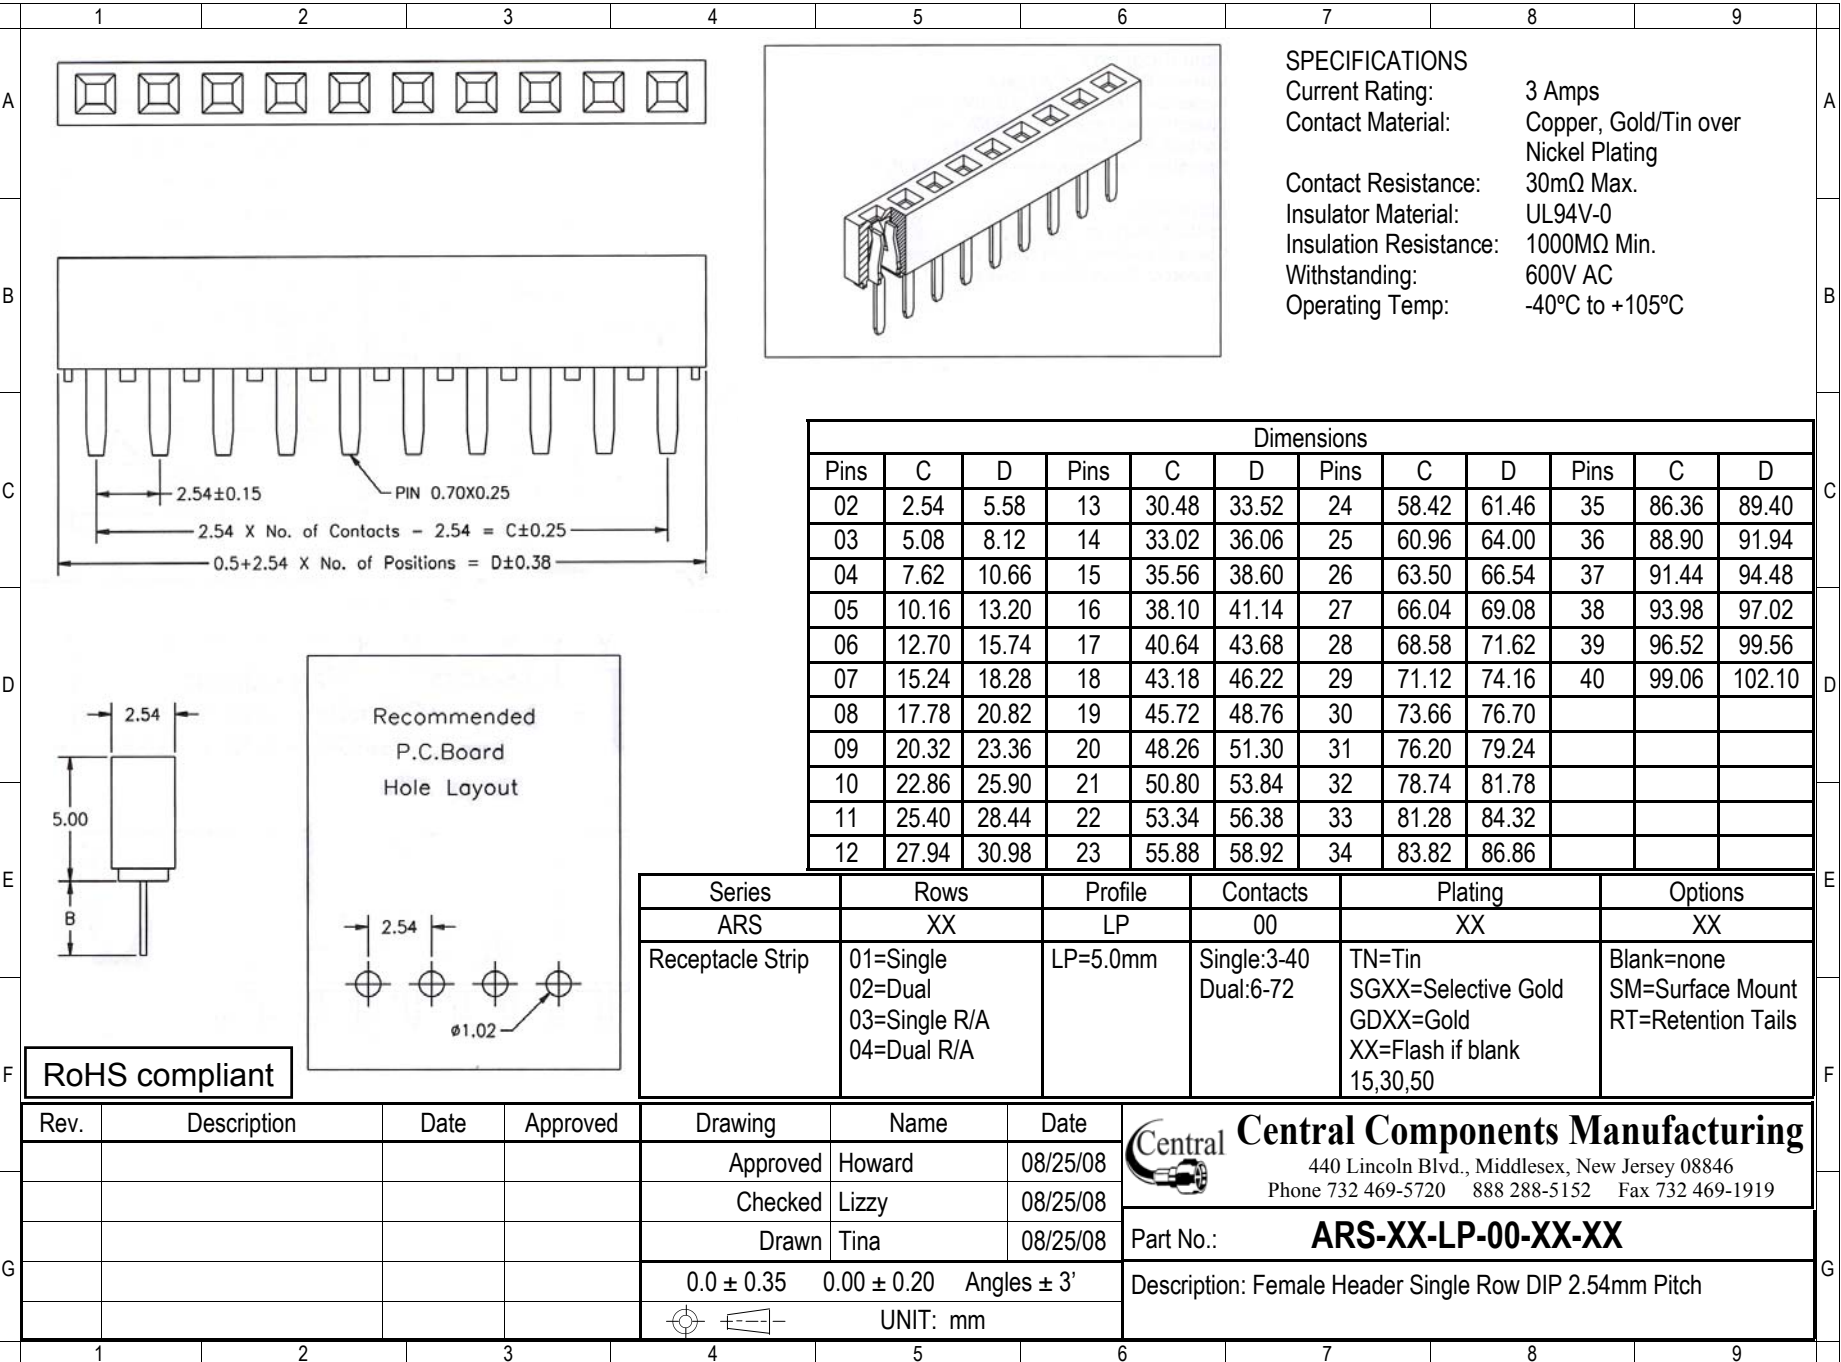 1 2 3 4 5 6 7 8 9
A
B
C
D
E
F
G
A
B
C
D
E
F
G
SPECIFICATIONS
Current Rating: 3 Amps
Contact Material: Copper, Gold/Tin over
Nickel Plating
Contact Resistance: 30mΩ Max.
Insulator Material: UL94V-0
Insulation Resistance: 1000MΩ Min.
Withstanding: 600V AC
Operating Temp: -40ºC to +105ºC
2.54±0.15
PIN 0.70X0.25
2.54 X No. of Contacts - 2.54 = C±0.25
0.5+2.54 X No. of Positions = D±0.38
Dimensions
Pins C D Pins C D Pins C D Pins C D
02 2.54 5.58 13 30.48 33.52 24 58.42 61.46 35 86.36 89.40
03 5.08 8.12 14 33.02 36.06 25 60.96 64.00 36 88.90 91.94
04 7.62 10.66 15 35.56 38.60 26 63.50 66.54 37 91.44 94.48
05 10.16 13.20 16 38.10 41.14 27 66.04 69.08 38 93.98 97.02
06 12.70 15.74 17 40.64 43.68 28 68.58 71.62 39 96.52 99.56
07 15.24 18.28 18 43.18 46.22 29 71.12 74.16 40 99.06 102.10
08 17.78 20.82 19 45.72 48.76 30 73.66 76.70
09 20.32 23.36 20 48.26 51.30 31 76.20 79.24
10 22.86 25.90 21 50.80 53.84 32 78.74 81.78
11 25.40 28.44 22 53.34 56.38 33 81.28 84.32
12 27.94 30.98 23 55.88 58.92 34 83.82 86.86
2.54
5.00
B
Recommended
P.C.Board
Hole Layout
2.54
ø1.02
RoHS compliant
Series Rows Profile Contacts Plating Options
ARS XX LP 00 XX XX
Receptacle Strip 01=Single LP=5.0mm Single:3-40 TN=Tin Blank=none
02=Dual Dual:6-72 SGXX=Selective Gold SM=Surface Mount
03=Single R/A GDXX=Gold RT=Retention Tails
04=Dual R/A XX=Flash if blank
15,30,50
Rev. Description Date Approved
Drawing Name Date
Approved Howard 08/25/08
Checked Lizzy 08/25/08
Drawn Tina 08/25/08
0.0 ± 0.35 0.00 ± 0.20 Angles ± 3’
UNIT: mm
Central
Central Components Manufacturing
440 Lincoln Blvd., Middlesex, New Jersey 08846
Phone 732 469-5720 888 288-5152 Fax 732 469-1919
Part No.: ARS-XX-LP-00-XX-XX
Description: Female Header Single Row DIP 2.54mm Pitch
1 2 3 4 5 6 7 8 9